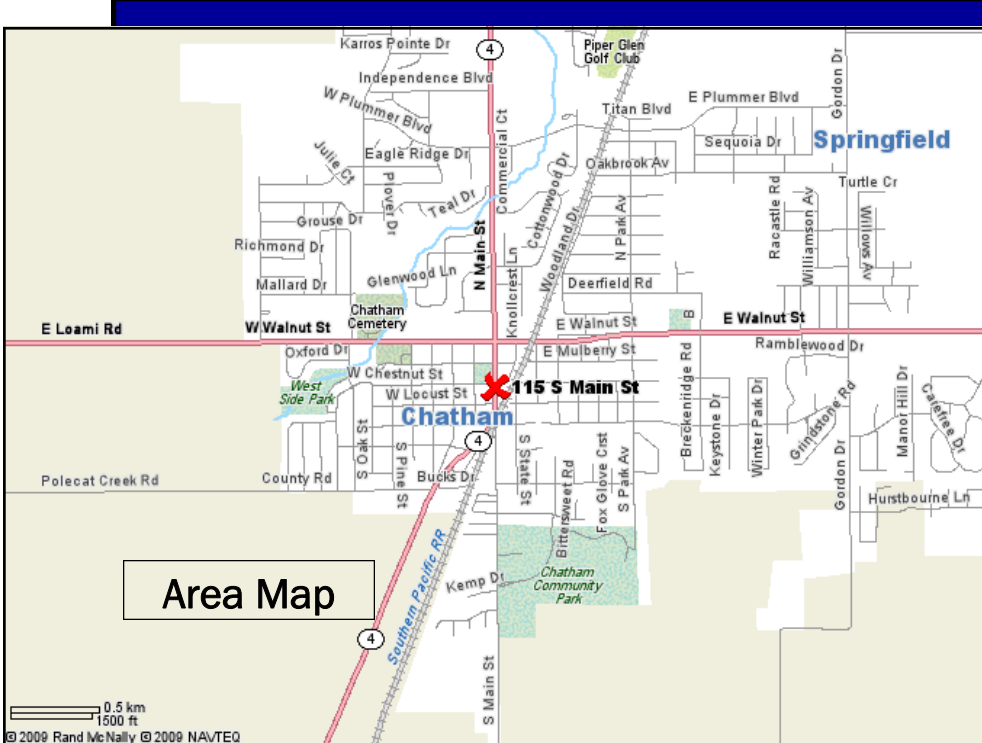 Karros Pointe Dr
4
Piper Glen
Golf Club
Gordon Dr
Independence Blvd
W Plummer Blvd
Titan Blvd
E Plummer Blvd
Commercial Ct
Sequoia Dr
Springfield
Julie Ct
Eagle Ridge Dr
Oakbrook Av
Plover Dr
Teal Dr
Cottonwood Dr
Woodland Dr
N Park Av
Racastle Rd
Williamson Av
Turtle Cr
Willows Av
Grouse Dr
Richmond Dr
N Main St
Knollcrest Ln
Mallard Dr
Glenwood Ln
Deerfield Rd
Chatham
Cemetery
E Loami Rd
W Walnut St
E Walnut St
B
E Walnut St
Oxford Dr
E Mulberry St
Ramblewood Dr
W Chestnut St
West
Side Park
W Locust St
115 S Main St
Chatham
4
S Oak St
S Pine St
S State St
Bittersweet Rd
Fox Glove Crst
S Park Av
Breckenridge Rd
Keystone Dr
Winter Park Dr
Grindstone Rd
Gordon Dr
Manor Hill Dr
Carefree Dr
Polecat Creek Rd
County Rd
Bucks Dr
Hurstbourne Ln
Southern Pacific RR
Kemp Dr
Chatham
Community
Park
Area Map
4
S Main St
0.5 km
1500 ft
© 2009 Rand McNally © 2009 NAVTEQ